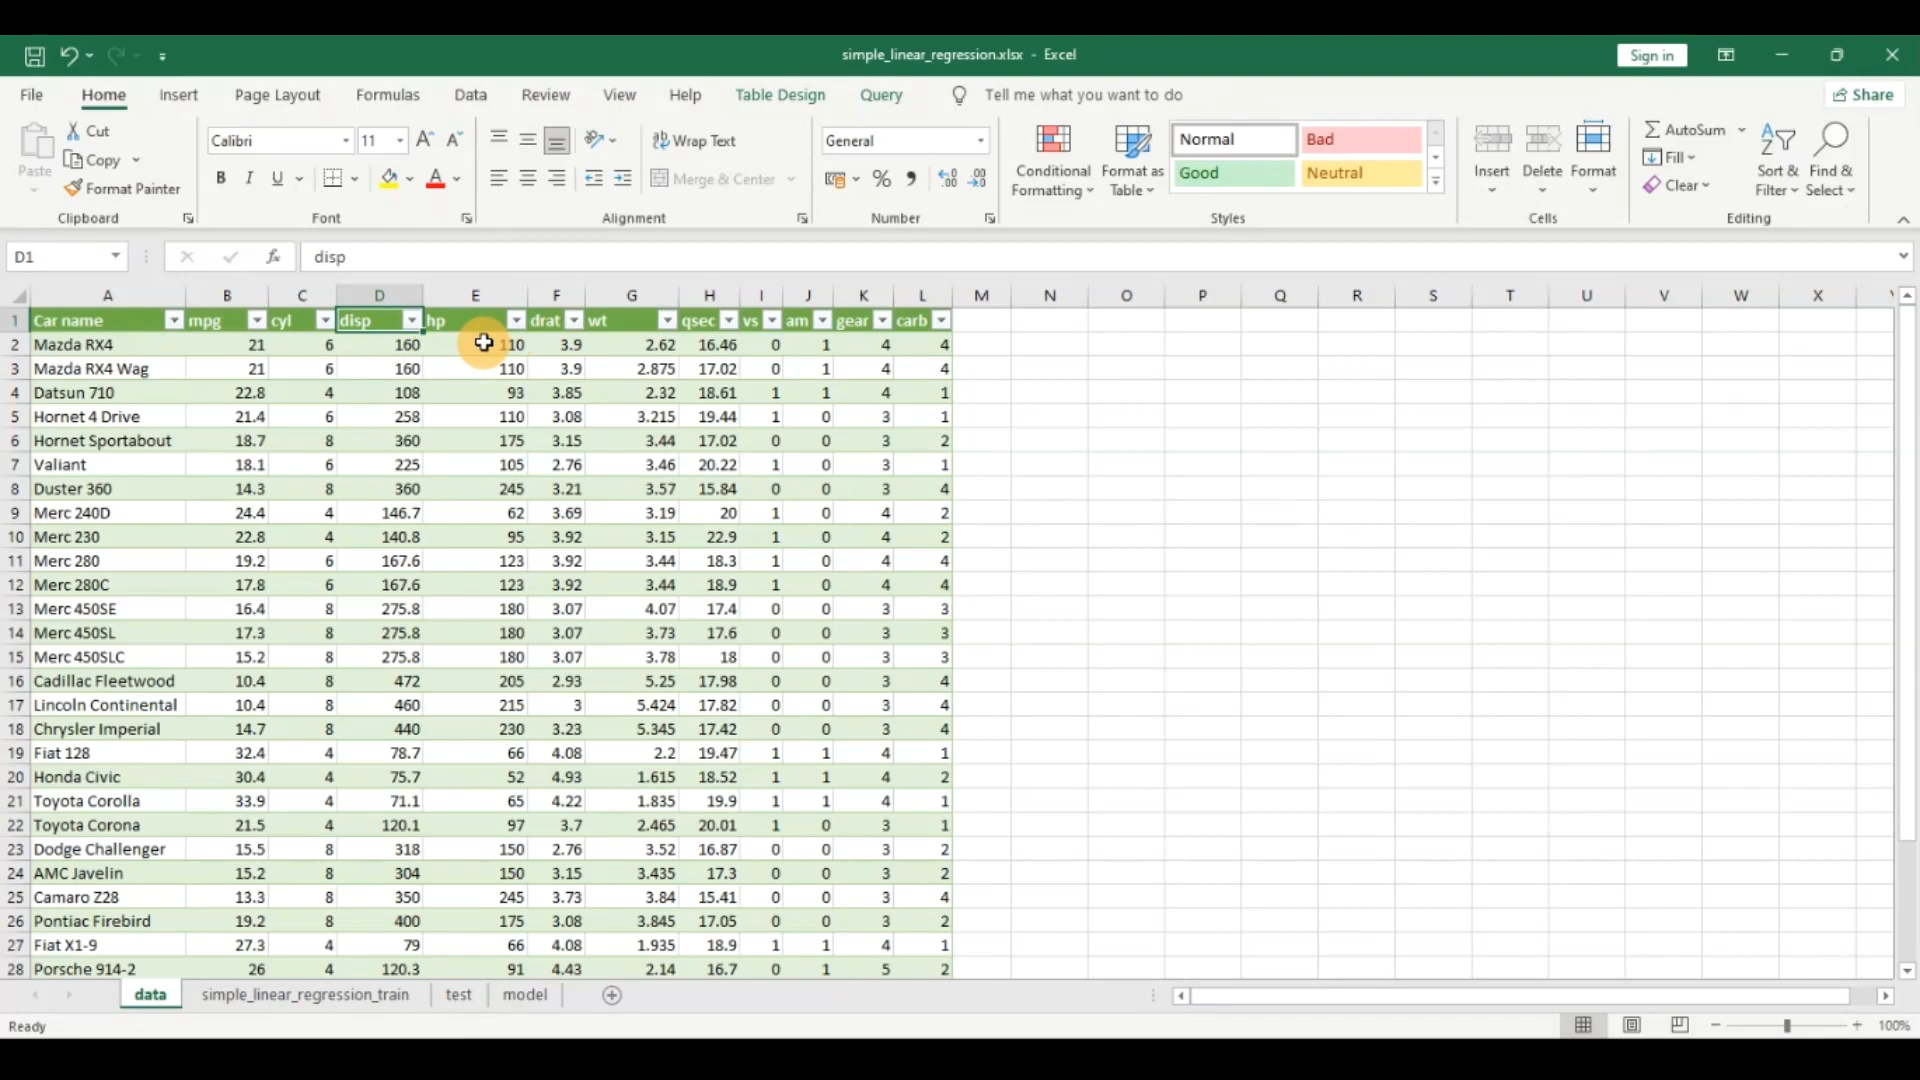 simple_linear_regression.xlsx - Excel
Sign in
File Home Insert Page Layout Formulas Data Review View Help Table Design Query Tell me what you want to do Share
Paste Cut Copy Format Painter
Calibri 11
B I U A
Wrap Text
Merge & Center
General
% ,
Conditional Formatting
Format as Table
Normal Bad
Good Neutral
Insert Delete Format
AutoSum
Fill
Clear
Sort & Filter
Find & Select
Clipboard Font Alignment Number Styles Cells Editing
D1 fx disp
A B C D E F G H I J K L M N O P Q R S T U V W X
1 Car name mpg cyl disp hp drat wt qsec vs am gear carb
2 Mazda RX4 21 6 160 110 3.9 2.62 16.46 0 1 4 4
3 Mazda RX4 Wag 21 6 160 110 3.9 2.875 17.02 0 1 4 4
4 Datsun 710 22.8 4 108 93 3.85 2.32 18.61 1 1 4 1
5 Hornet 4 Drive 21.4 6 258 110 3.08 3.215 19.44 1 0 3 1
6 Hornet Sportabout 18.7 8 360 175 3.15 3.44 17.02 0 0 3 2
7 Valiant 18.1 6 225 105 2.76 3.46 20.22 1 0 3 1
8 Duster 360 14.3 8 360 245 3.21 3.57 15.84 0 0 3 4
9 Merc 240D 24.4 4 146.7 62 3.69 3.19 20 1 0 4 2
10 Merc 230 22.8 4 140.8 95 3.92 3.15 22.9 1 0 4 2
11 Merc 280 19.2 6 167.6 123 3.92 3.44 18.3 1 0 4 4
12 Merc 280C 17.8 6 167.6 123 3.92 3.44 18.9 1 0 4 4
13 Merc 450SE 16.4 8 275.8 180 3.07 4.07 17.4 0 0 3 3
14 Merc 450SL 17.3 8 275.8 180 3.07 3.73 17.6 0 0 3 3
15 Merc 450SLC 15.2 8 275.8 180 3.07 3.78 18 0 0 3 3
16 Cadillac Fleetwood 10.4 8 472 205 2.93 5.25 17.98 0 0 3 4
17 Lincoln Continental 10.4 8 460 215 3 5.424 17.82 0 0 3 4
18 Chrysler Imperial 14.7 8 440 230 3.23 5.345 17.42 0 0 3 4
19 Fiat 128 32.4 4 78.7 66 4.08 2.2 19.47 1 1 4 1
20 Honda Civic 30.4 4 75.7 52 4.93 1.615 18.52 1 1 4 2
21 Toyota Corolla 33.9 4 71.1 65 4.22 1.835 19.9 1 1 4 1
22 Toyota Corona 21.5 4 120.1 97 3.7 2.465 20.01 1 0 3 1
23 Dodge Challenger 15.5 8 318 150 2.76 3.52 16.87 0 0 3 2
24 AMC Javelin 15.2 8 304 150 3.15 3.435 17.3 0 0 3 2
25 Camaro Z28 13.3 8 350 245 3.73 3.84 15.41 0 0 3 4
26 Pontiac Firebird 19.2 8 400 175 3.08 3.845 17.05 0 0 3 2
27 Fiat X1-9 27.3 4 79 66 4.08 1.935 18.9 1 1 4 1
28 Porsche 914-2 26 4 120.3 91 4.43 2.14 16.7 0 1 5 2
data simple_linear_regression_train test model
Ready 100%